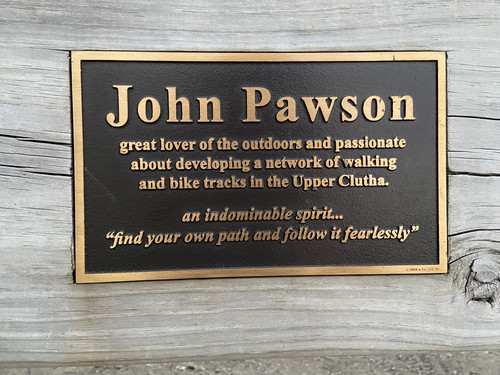 John Pawson
great lover of the outdoors and passionate
about developing a network of walking
and bike tracks in the Upper Clutha.
an indominable spirit...
“find your own path and follow it fearlessly”